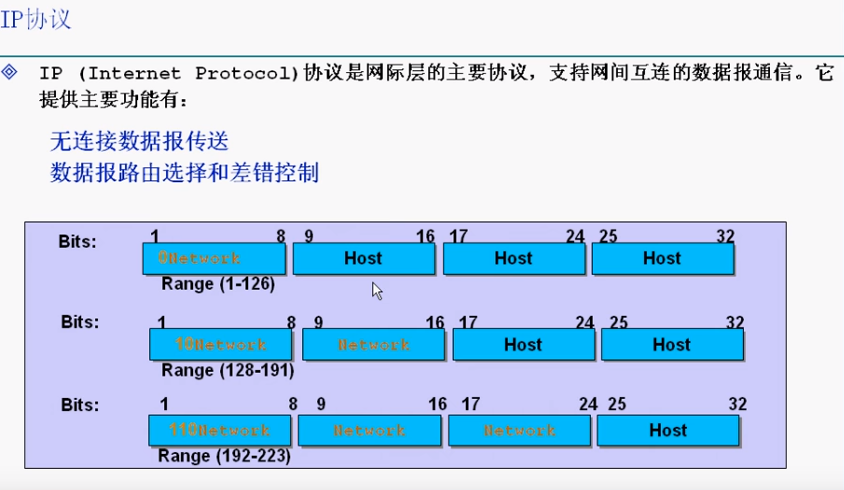 IP协议
IP (Internet Protocol)协议是网际层的主要协议，支持网间互连的数据报通信。它
提供主要功能有：
无连接数据报传送
数据报路由选择和差错控制
Bits: 1 8 9 16 17 24 25 32
0Network Host Host Host
Range (1-126)
Bits: 1 8 9 16 17 24 25 32
10Network Network Host Host
Range (128-191)
Bits: 1 8 9 16 17 24 25 32
110Network Network Network Host
Range (192-223)